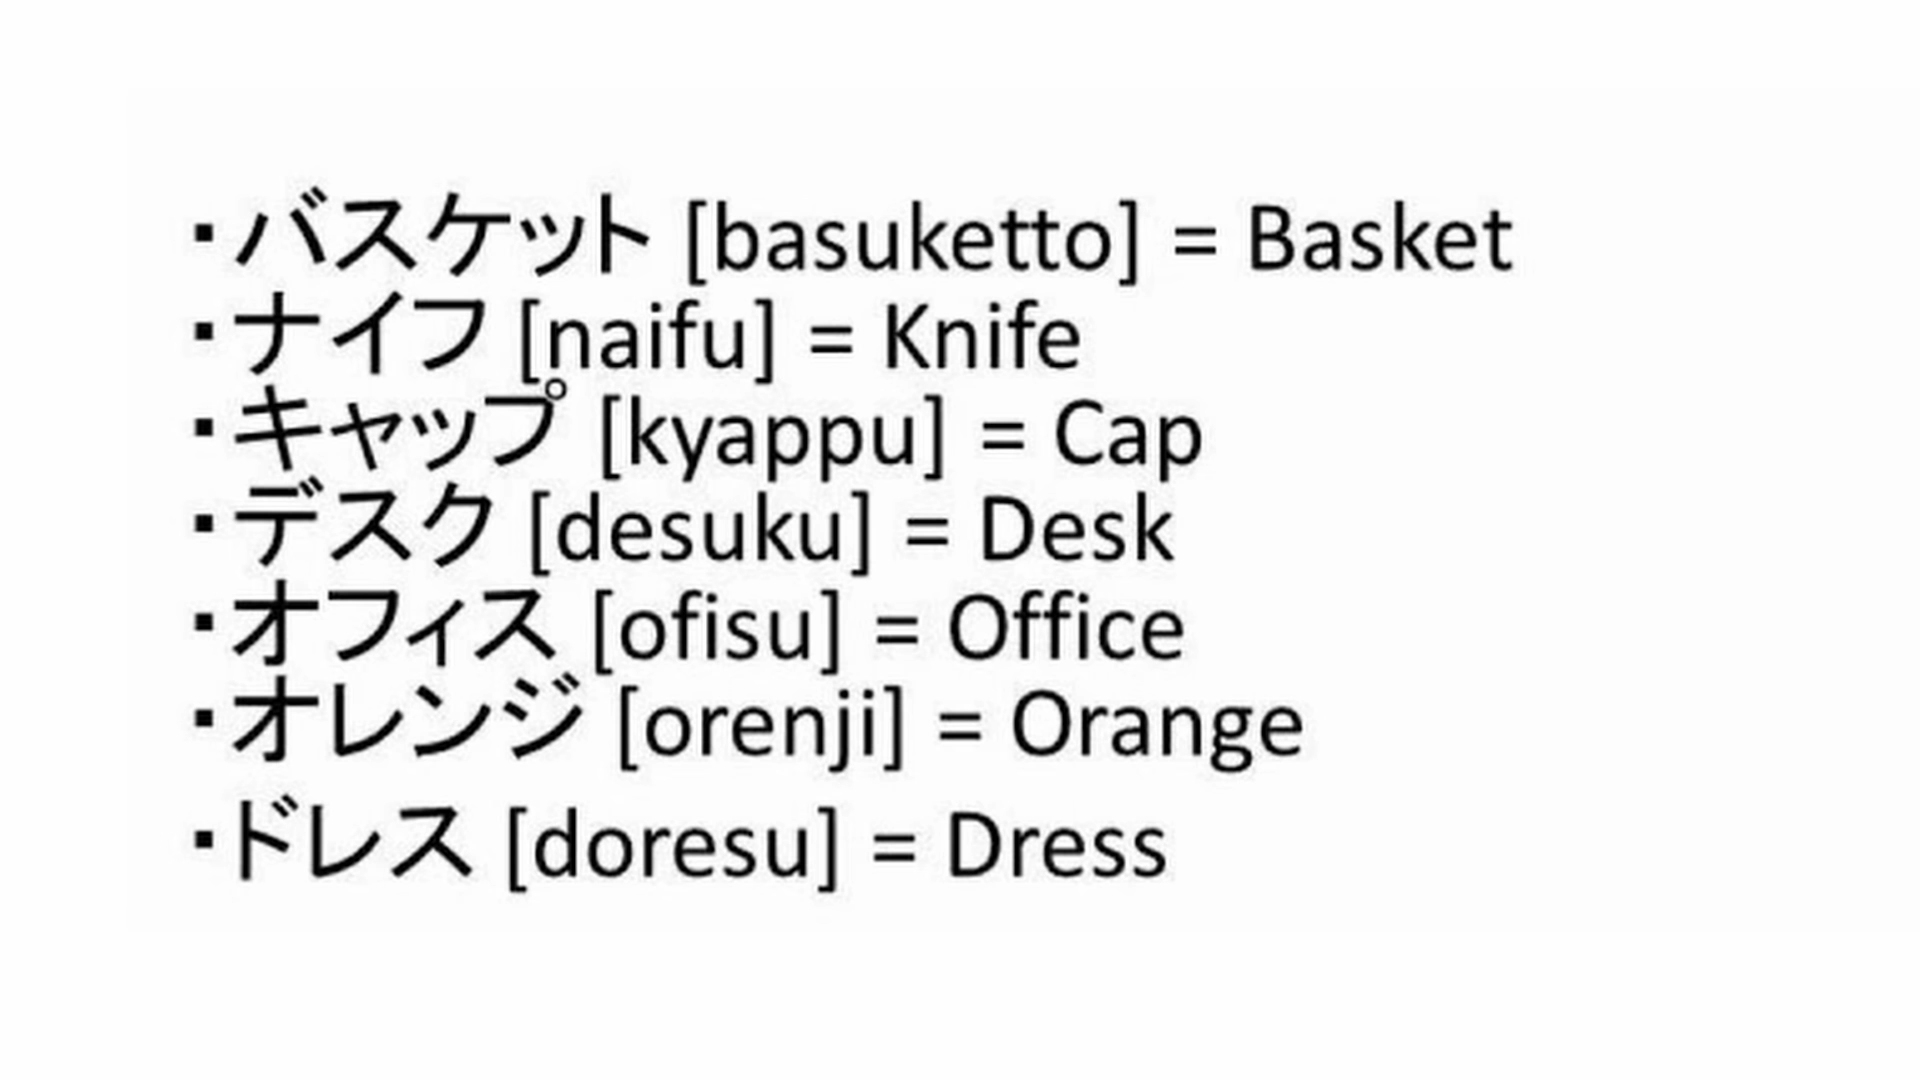 ▪バスケット [basuketto] = Basket
▪ナイフ [naifu] = Knife
▪キャップ [kyappu] = Cap
▪デスク [desuku] = Desk
▪オフィス [ofisu] = Office
▪オレンジ [orenji] = Orange
▪ドレス [doresu] = Dress